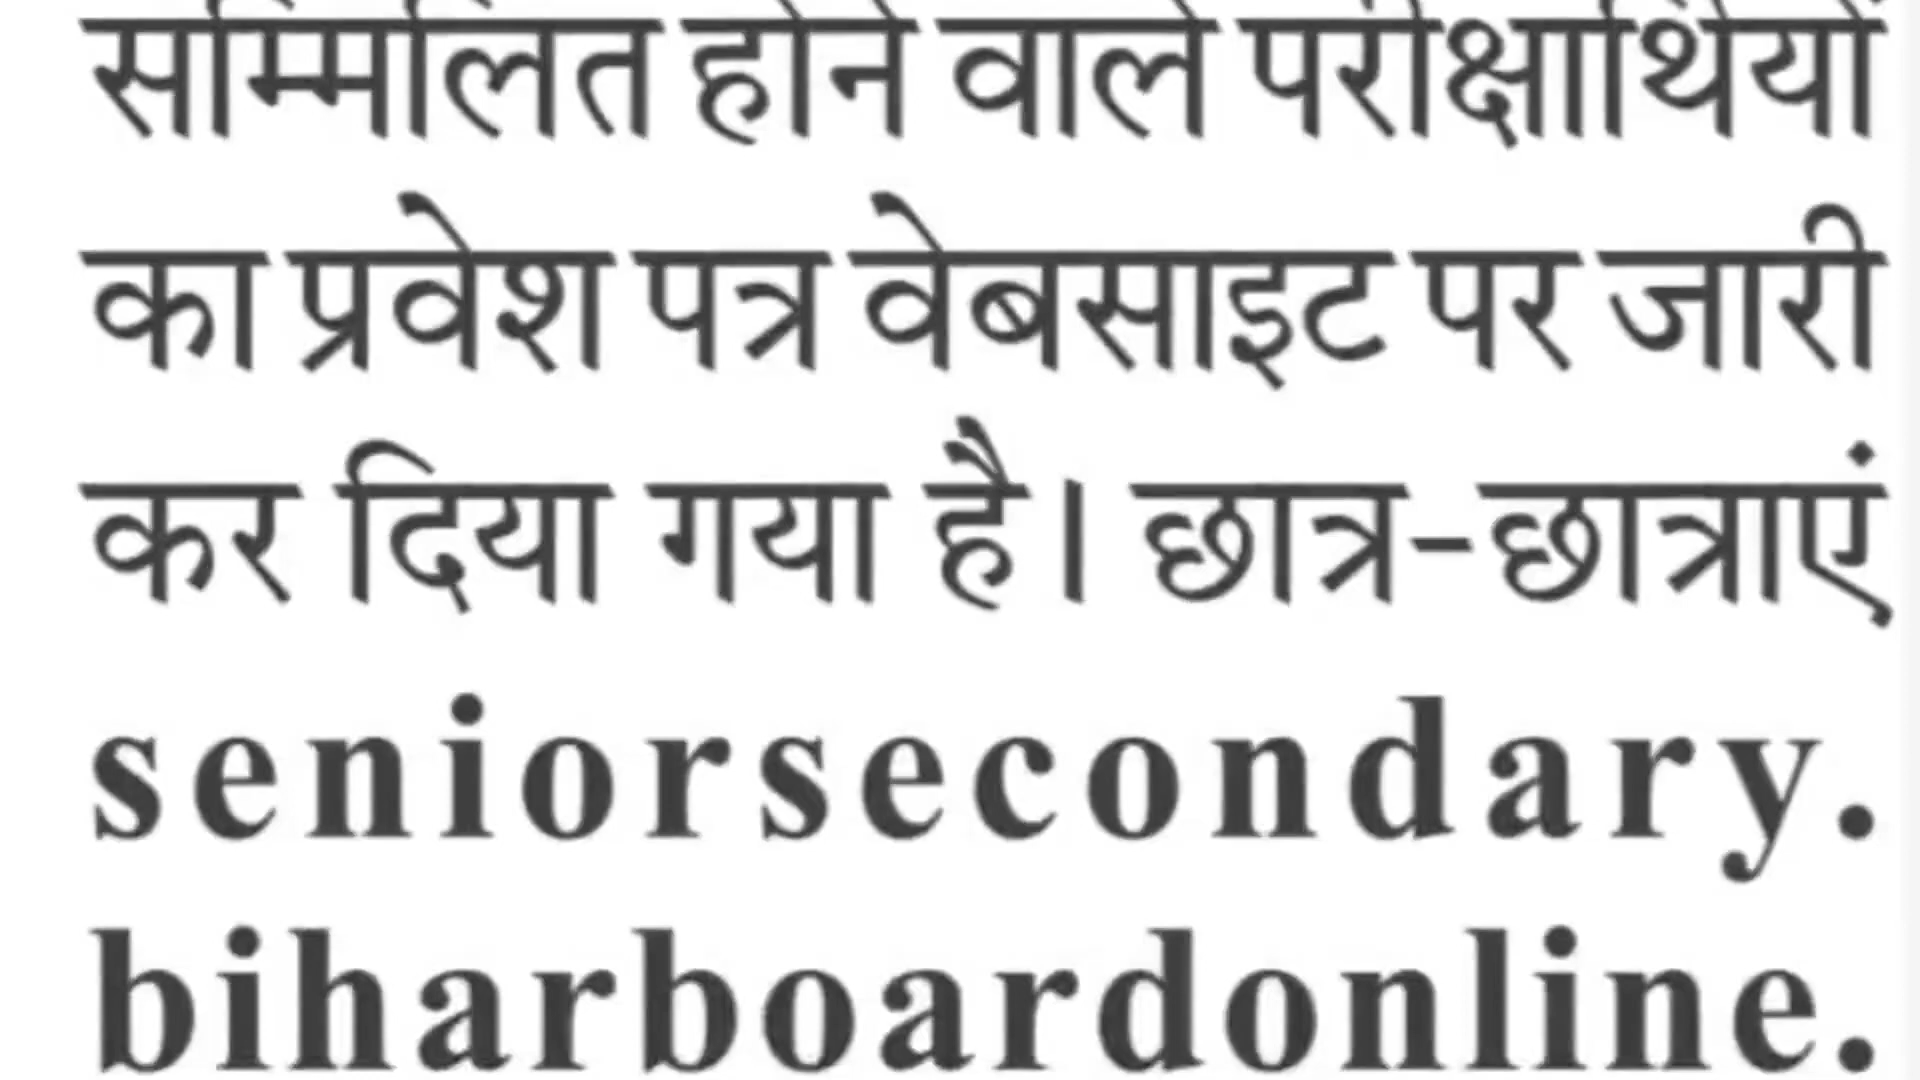 सम्मिलित होने वाले परीक्षार्थियों
का प्रवेश पत्र वेबसाइट पर जारी
कर दिया गया है। छात्र-छात्राएं
seniorsecondary.
biharboardonline.